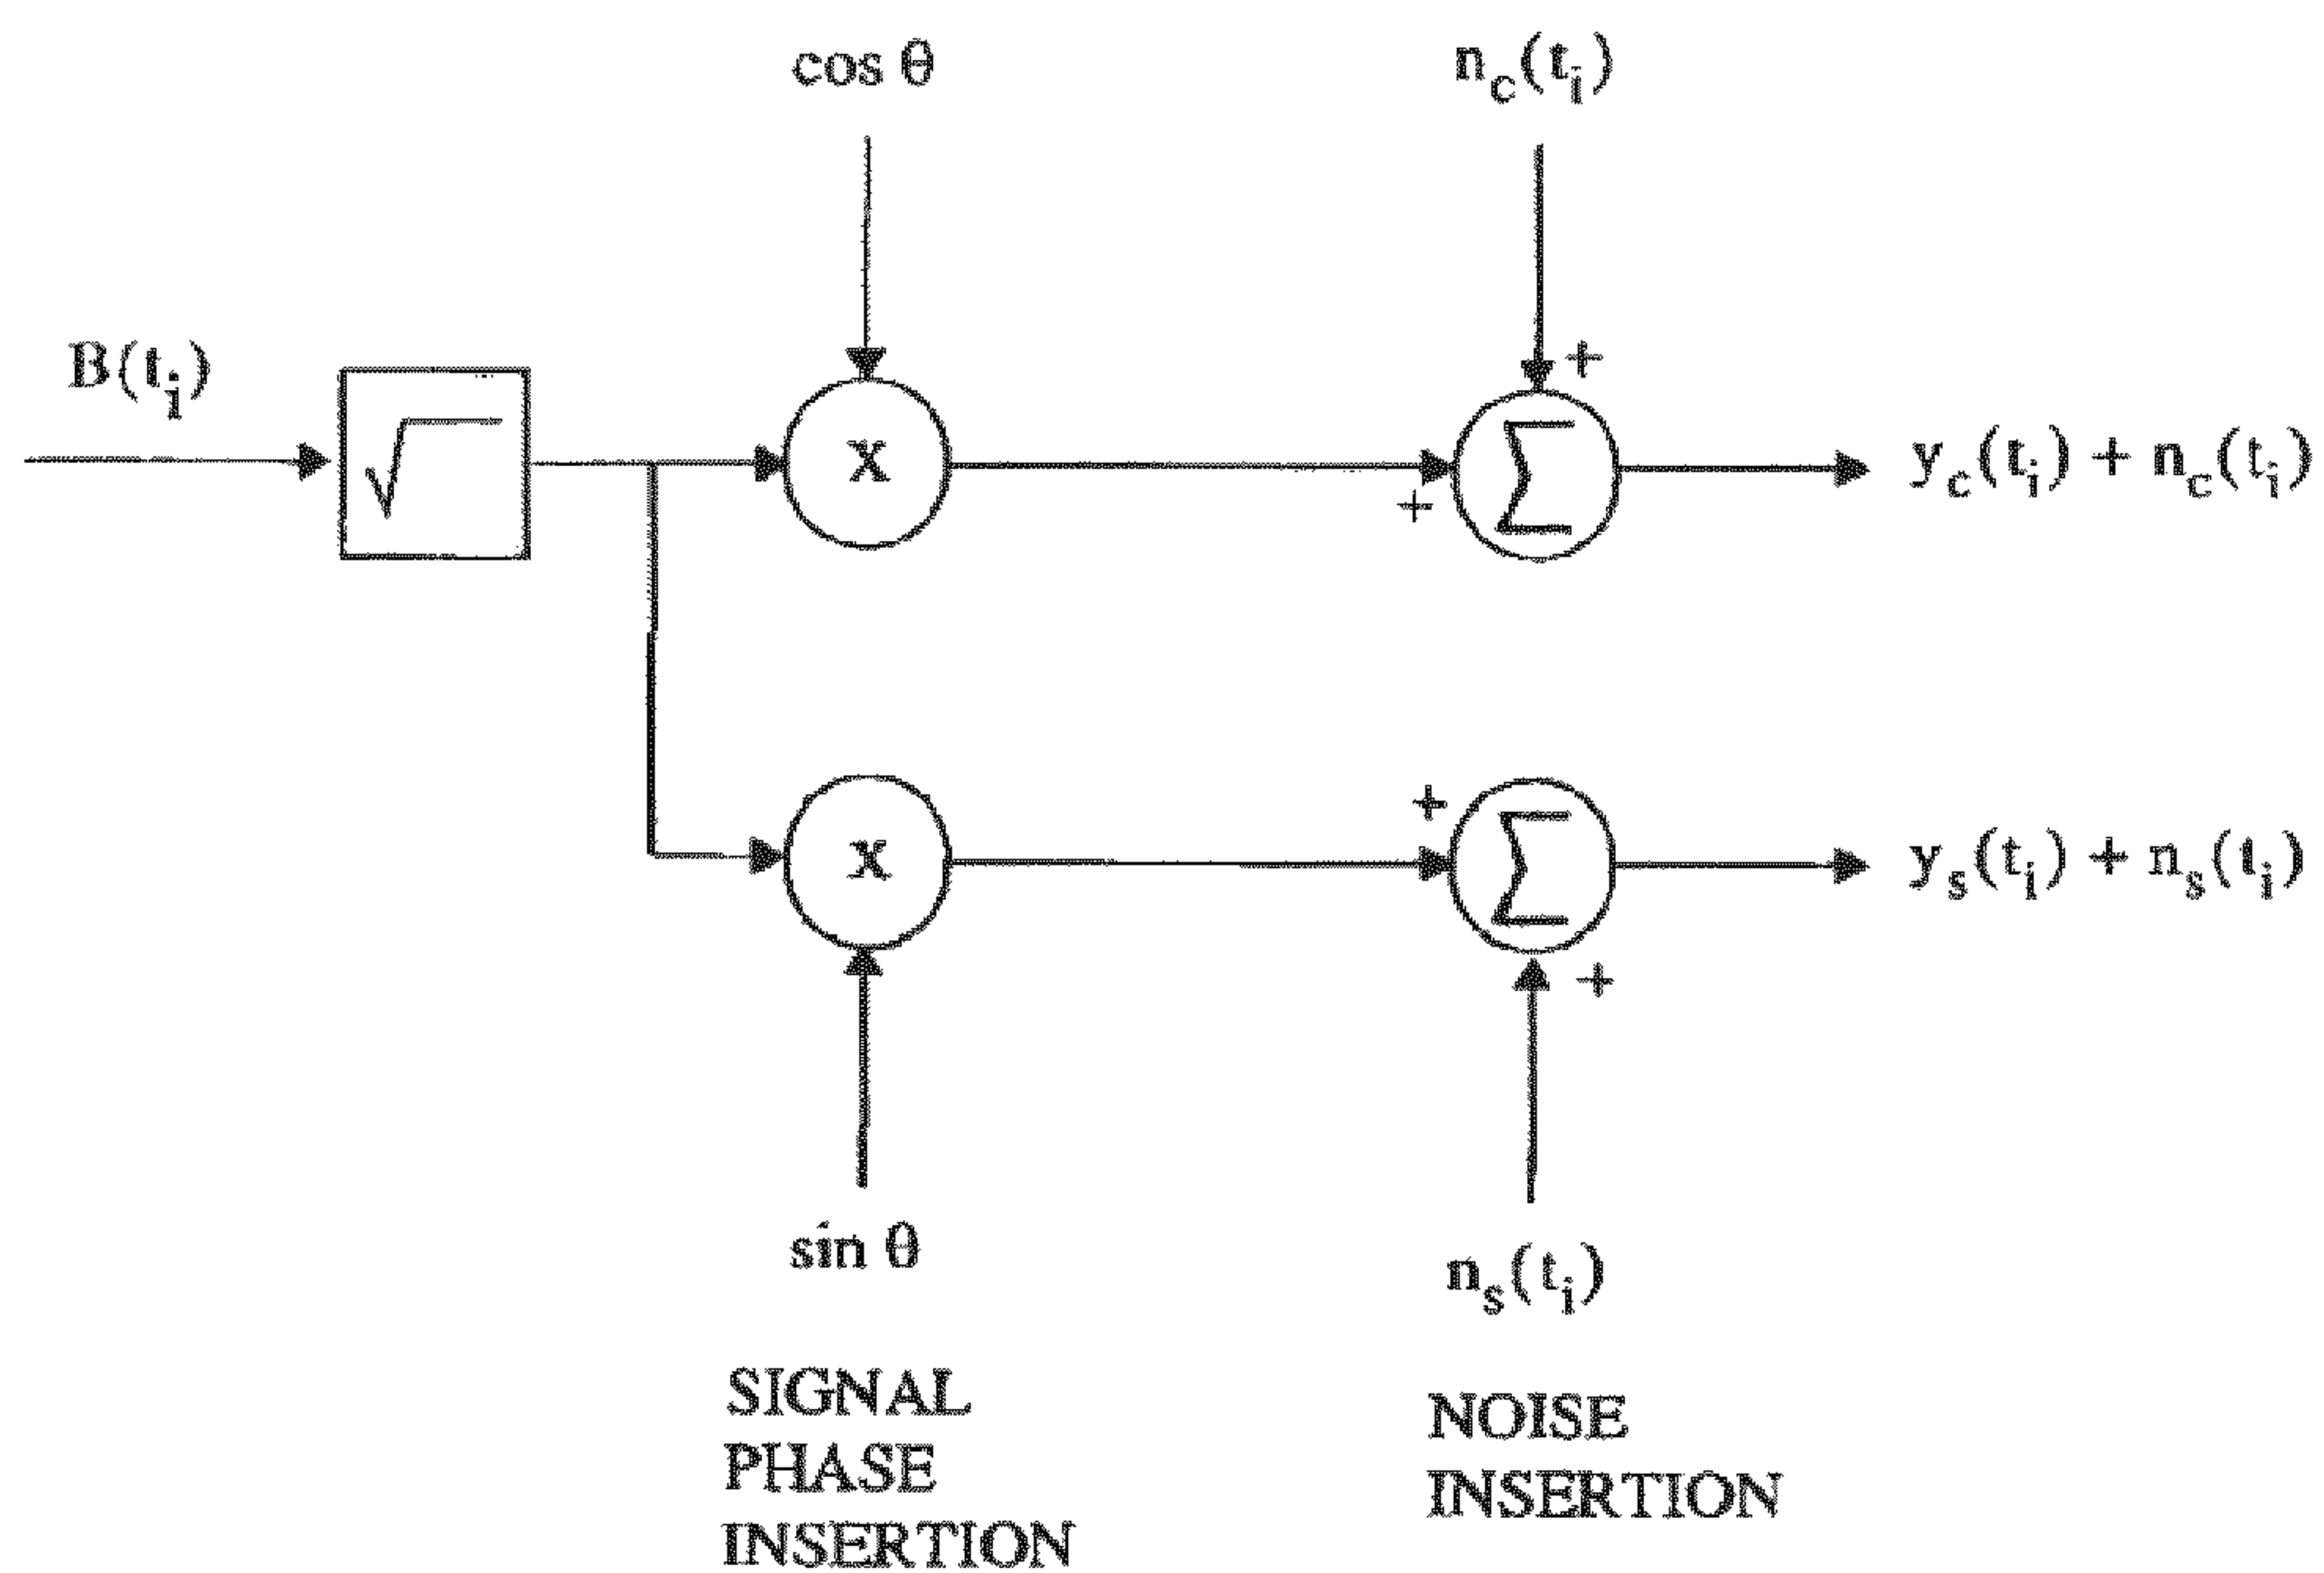 cos θ
n_c(t_i)
B(t_i)
√
x
+
+
Σ
y_c(t_i) + n_c(t_i)
x
+
Σ
+
y_s(t_i) + n_s(t_i)
sin θ
n_s(t_i)
SIGNAL
PHASE
INSERTION
NOISE
INSERTION